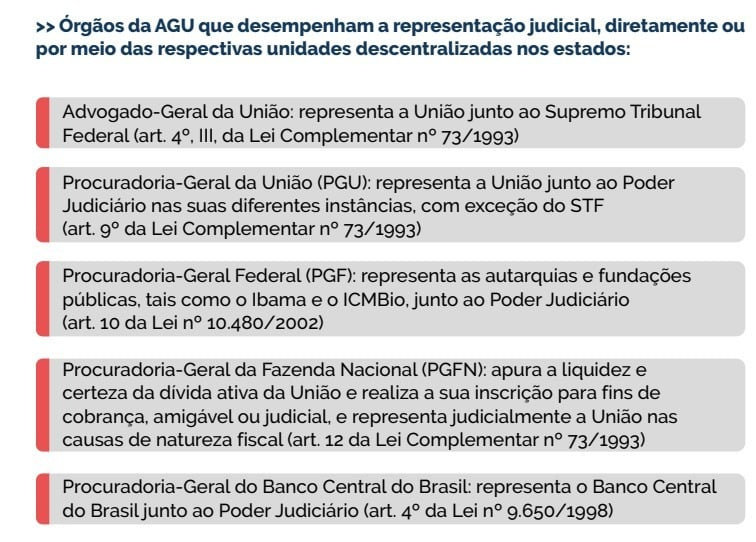 >> Órgãos da AGU que desempenham a representação judicial, diretamente ou
por meio das respectivas unidades descentralizadas nos estados:
Advogado-Geral da União: representa a União junto ao Supremo Tribunal
Federal (art. 4º, III, da Lei Complementar nº 73/1993)
Procuradoria-Geral da União (PGU): representa a União junto ao Poder
Judiciário nas suas diferentes instâncias, com exceção do STF
(art. 9º da Lei Complementar nº 73/1993)
Procuradoria-Geral Federal (PGF): representa as autarquias e fundações
públicas, tais como o Ibama e o ICMBio, junto ao Poder Judiciário
(art. 10 da Lei nº 10.480/2002)
Procuradoria-Geral da Fazenda Nacional (PGFN): apura a liquidez e
certeza da dívida ativa da União e realiza a sua inscrição para fins de
cobrança, amigável ou judicial, e representa judicialmente a União nas
causas de natureza fiscal (art. 12 da Lei Complementar nº 73/1993)
Procuradoria-Geral do Banco Central do Brasil: representa o Banco Central
do Brasil junto ao Poder Judiciário (art. 4º da Lei nº 9.650/1998)